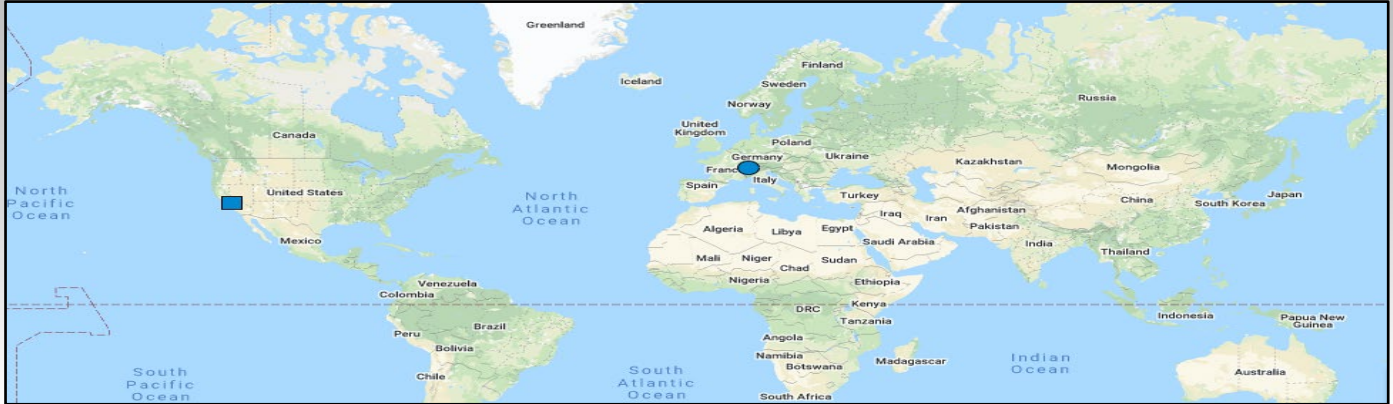 Greenland
Iceland
Finland
Sweden
Norway
Russia
United
Kingdom
Canada
Poland
Germany
Ukraine
Kazakhstan
Mongolia
Franc
Italy
Spain
North
Pacific
Ocean
United States
North
Atlantic
Ocean
Turkey
China
Japan
South Korea
Afghanistan
Iraq
Iran
Pakistan
Mexico
Algeria
Libya
Egypt
Saudi Arabia
India
Thailand
Mali
Niger
Chad
Sudan
Venezuela
Nigeria
Ethiopia
Colombia
DRC
Kenya
Tanzania
Indonesia
Papua New
Guinea
Brazil
Peru
Bolivia
Angola
Namibia
Botswana
Madagascar
Indian
Ocean
South
Pacific
Ocean
Chile
South
Atlantic
Ocean
Australia
South Africa